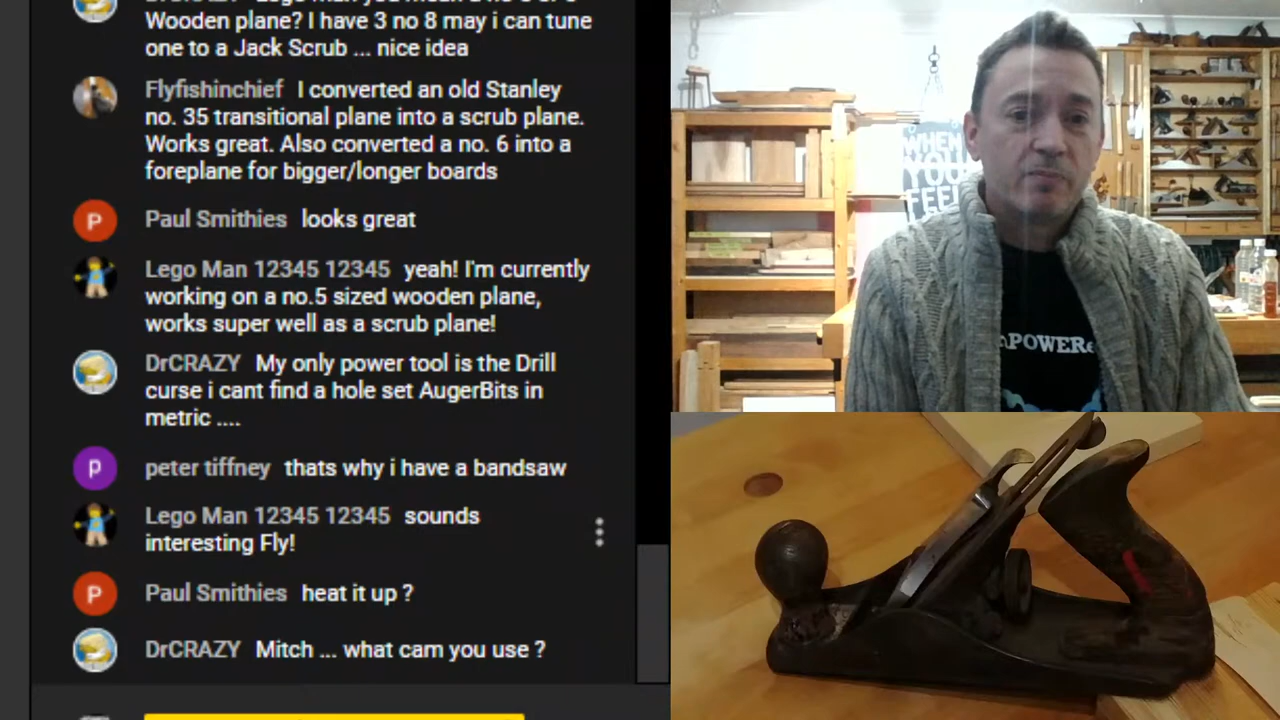 Wooden plane? I have 3 no 8 may i can tune
one to a Jack Scrub ... nice idea
Flyfishinchief I converted an old Stanley
no. 35 transitional plane into a scrub plane.
Works great. Also converted a no. 6 into a
foreplane for bigger/longer boards
P
Paul Smithies looks great
Lego Man 12345 12345 yeah! I'm currently
working on a no.5 sized wooden plane,
works super well as a scrub plane!
DrCRAZY My only power tool is the Drill
curse i cant find a hole set AugerBits in
metric ....
P
peter tiffney thats why i have a bandsaw
Lego Man 12345 12345 sounds
interesting Fly!
P
Paul Smithies heat it up ?
DrCRAZY Mitch ... what cam you use ?
WHEN
YOU
FEEL